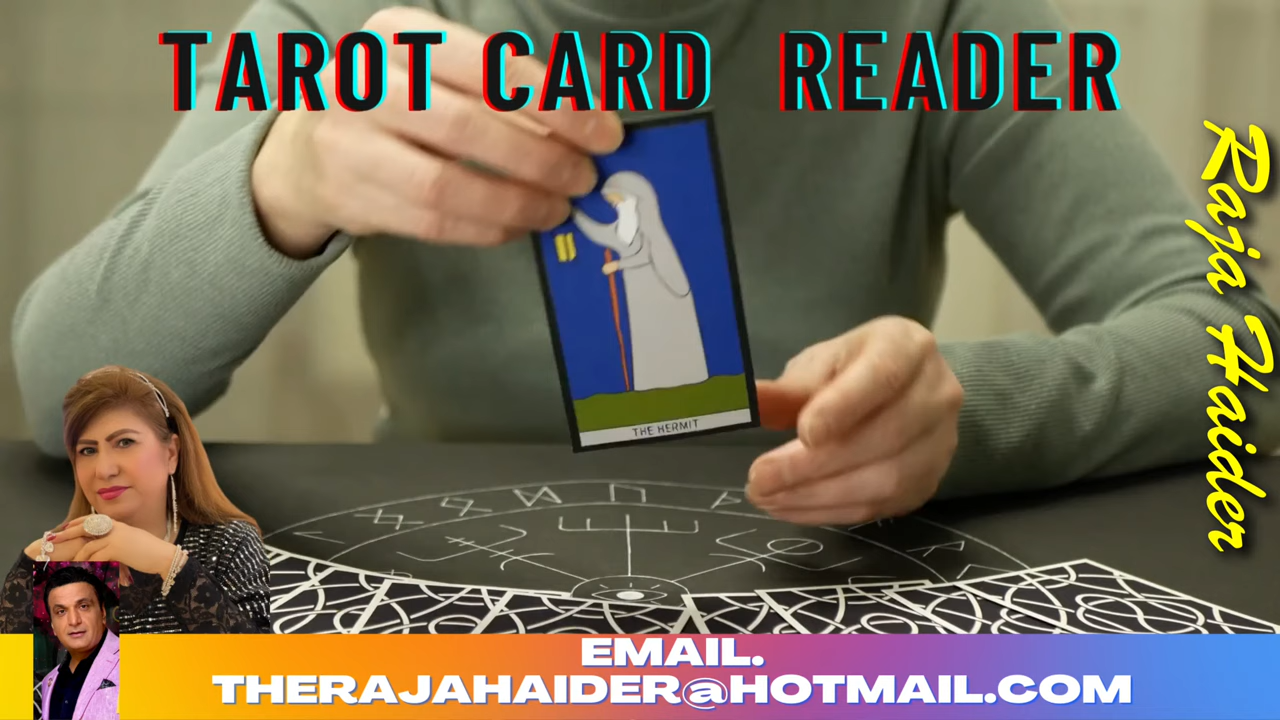 TAROT CARD READER
Raja Haider
THE HERMIT
EMAIL.
THERAJAHAIDER@HOTMAIL.COM